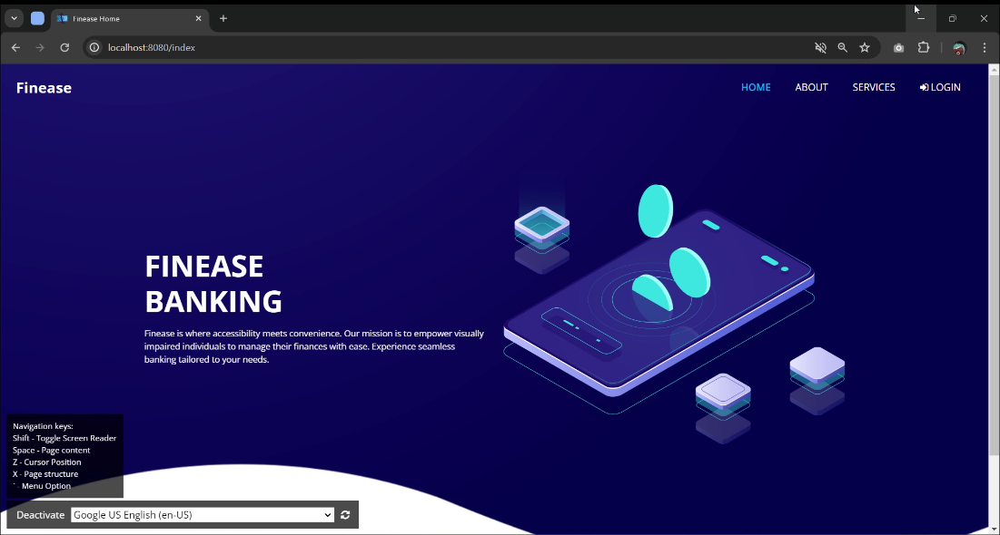 Finease Home
localhost:8080/index
Finease
HOME ABOUT SERVICES LOGIN
FINEASE
BANKING
Finease is where accessibility meets convenience. Our mission is to empower visually
impaired individuals to manage their finances with ease. Experience seamless
banking tailored to your needs.
Navigation keys:
Shift - Toggle Screen Reader
Space - Page content
Z - Cursor Position
X - Page structure
` - Menu Option
Deactivate Google US English (en-US)